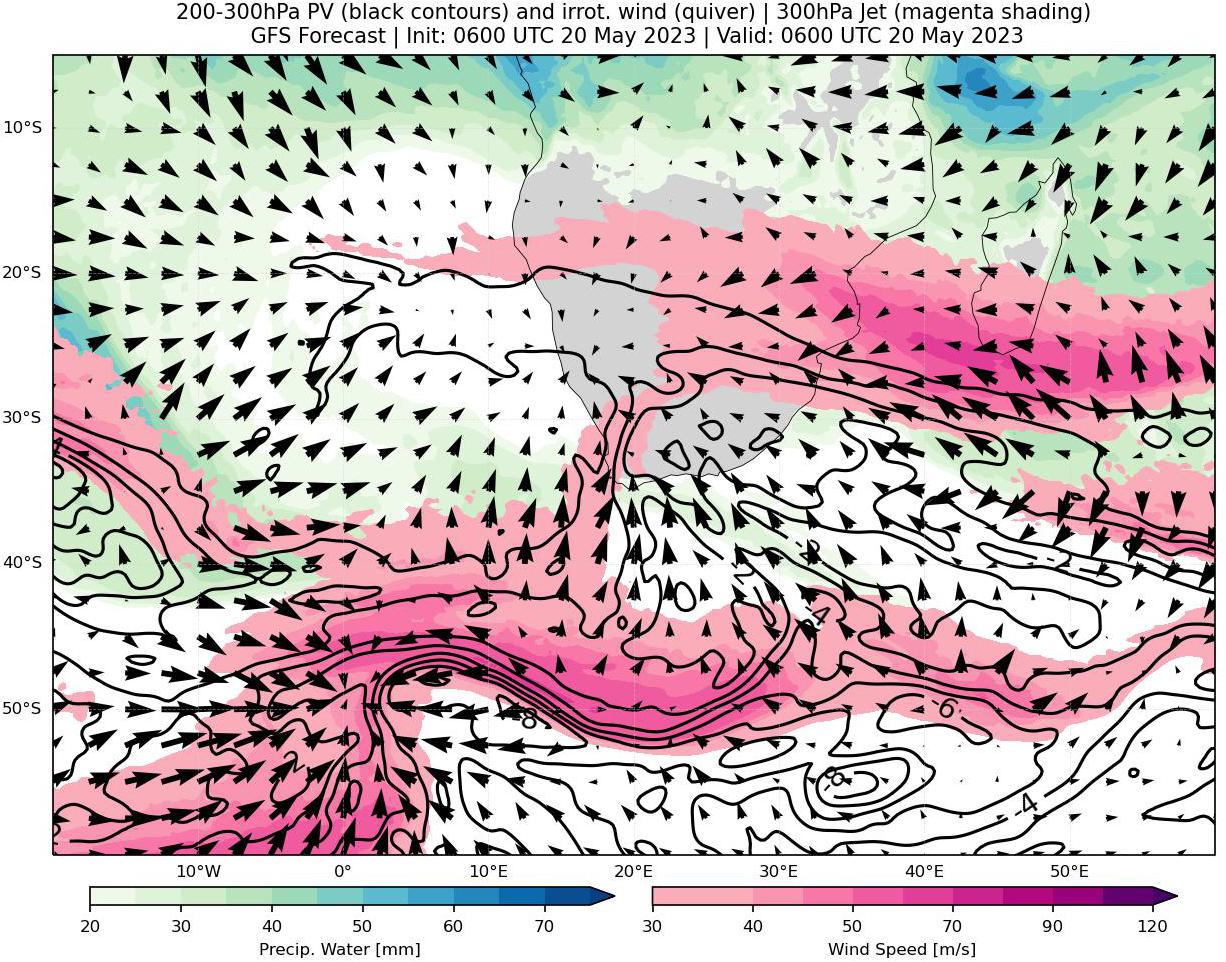 200-300hPa PV (black contours) and irrot. wind (quiver) | 300hPa Jet (magenta shading)
GFS Forecast | Init: 0600 UTC 20 May 2023 | Valid: 0600 UTC 20 May 2023
10°S
20°S
30°S
40°S
50°S
-4
-6
-8
-4
10°W 0° 10°E 20°E 30°E 40°E 50°E
20 30 40 50 60 70
30 40 50 70 90 120
Precip. Water [mm]
Wind Speed [m/s]